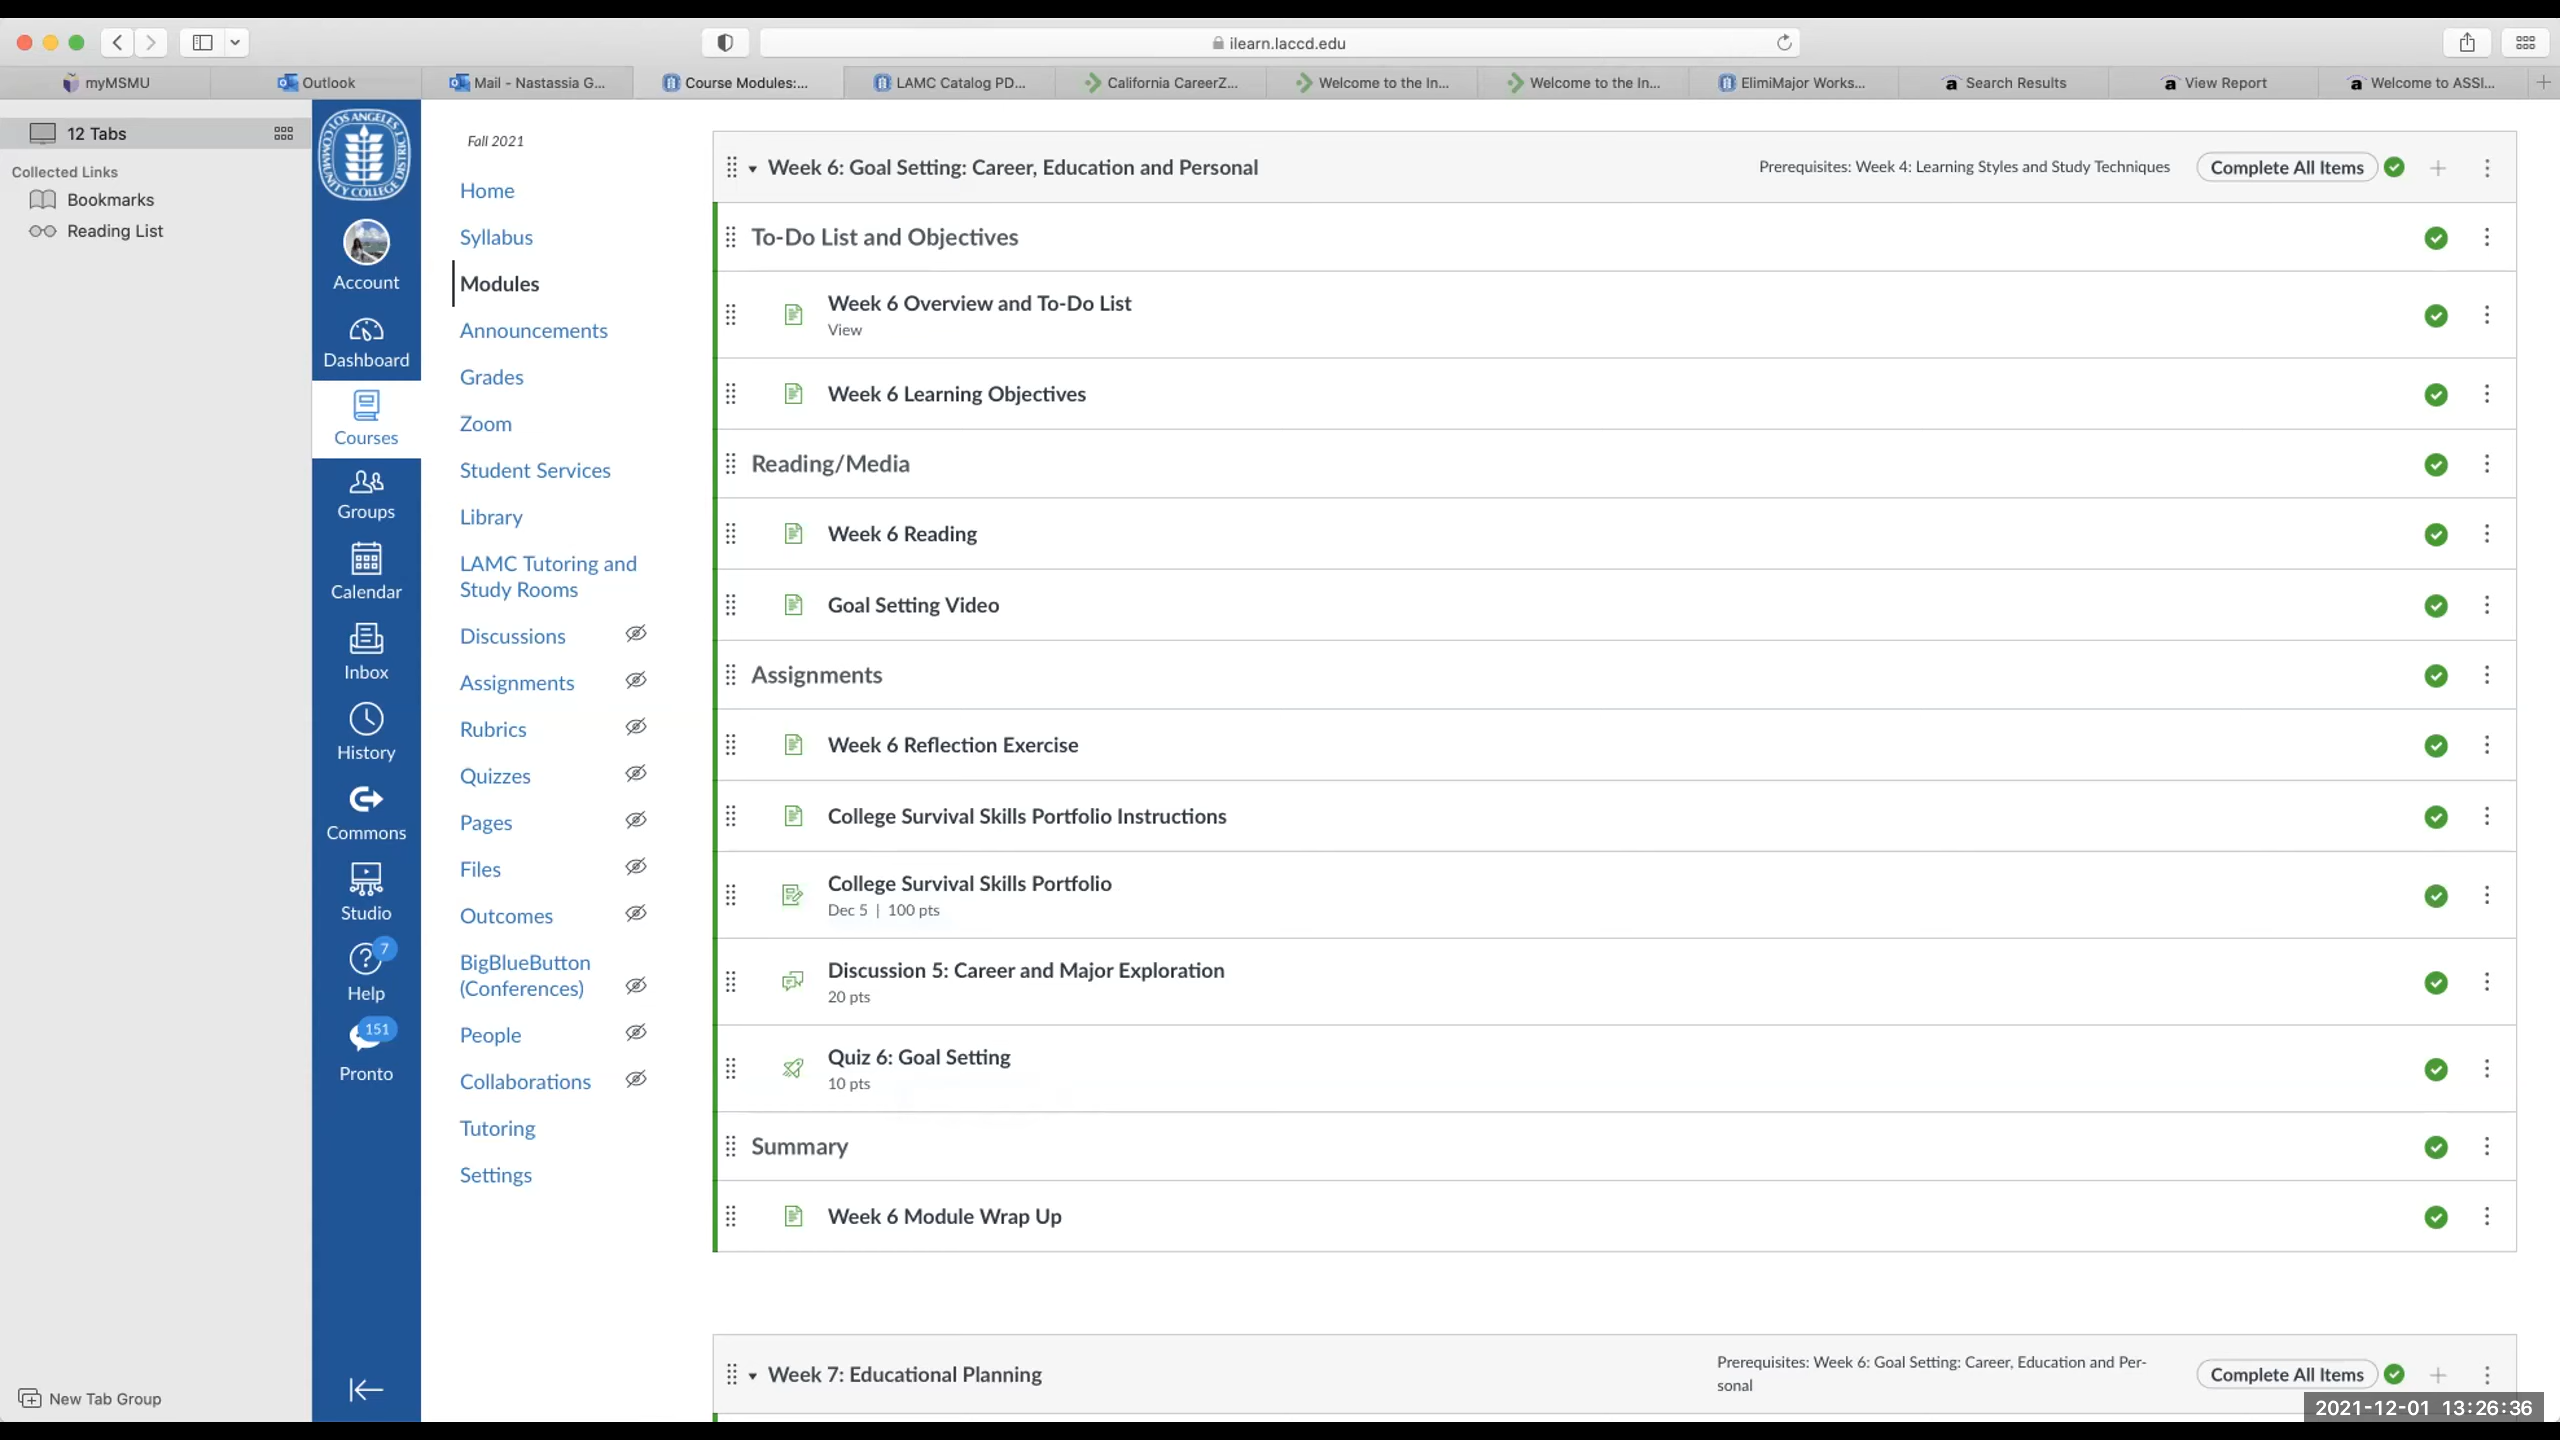 ilearn.laccd.edu
myMSMU
Outlook
Mail - Nastassia G...
Course Modules:...
LAMC Catalog PD...
California CareerZ...
Welcome to the In...
Welcome to the In...
ElimiMajor Works...
Search Results
View Report
Welcome to ASSI...
12 Tabs
Collected Links
Bookmarks
Reading List
New Tab Group
LOS ANGELES
COMMUNITY COLLEGE DISTRICT
Account
Dashboard
Courses
Groups
Calendar
Inbox
History
Commons
Studio
7
Help
151
Pronto
Fall 2021
Home
Syllabus
Modules
Announcements
Grades
Zoom
Student Services
Library
LAMC Tutoring and
Study Rooms
Discussions
Assignments
Rubrics
Quizzes
Pages
Files
Outcomes
BigBlueButton
(Conferences)
People
Collaborations
Tutoring
Settings
Week 6: Goal Setting: Career, Education and Personal
Prerequisites: Week 4: Learning Styles and Study Techniques
Complete All Items
To-Do List and Objectives
Week 6 Overview and To-Do List
View
Week 6 Learning Objectives
Reading/Media
Week 6 Reading
Goal Setting Video
Assignments
Week 6 Reflection Exercise
College Survival Skills Portfolio Instructions
College Survival Skills Portfolio
Dec 5 | 100 pts
Discussion 5: Career and Major Exploration
20 pts
Quiz 6: Goal Setting
10 pts
Summary
Week 6 Module Wrap Up
Week 7: Educational Planning
Prerequisites: Week 6: Goal Setting: Career, Education and Per-
sonal
Complete All Items
2021-12-01 13:26:36